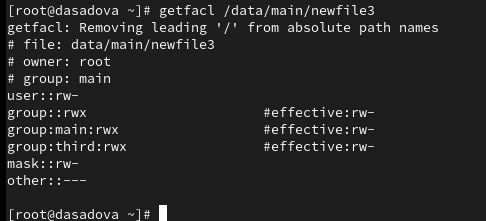 [root@dasadova ~]# getfacl /data/main/newfile3
getfacl: Removing leading '/' from absolute path names
# file: data/main/newfile3
# owner: root
# group: main
user::rw-
group::rwx                      #effective:rw-
group:main:rwx                  #effective:rw-
group:third:rwx                 #effective:rw-
mask::rw-
other::---
[root@dasadova ~]#